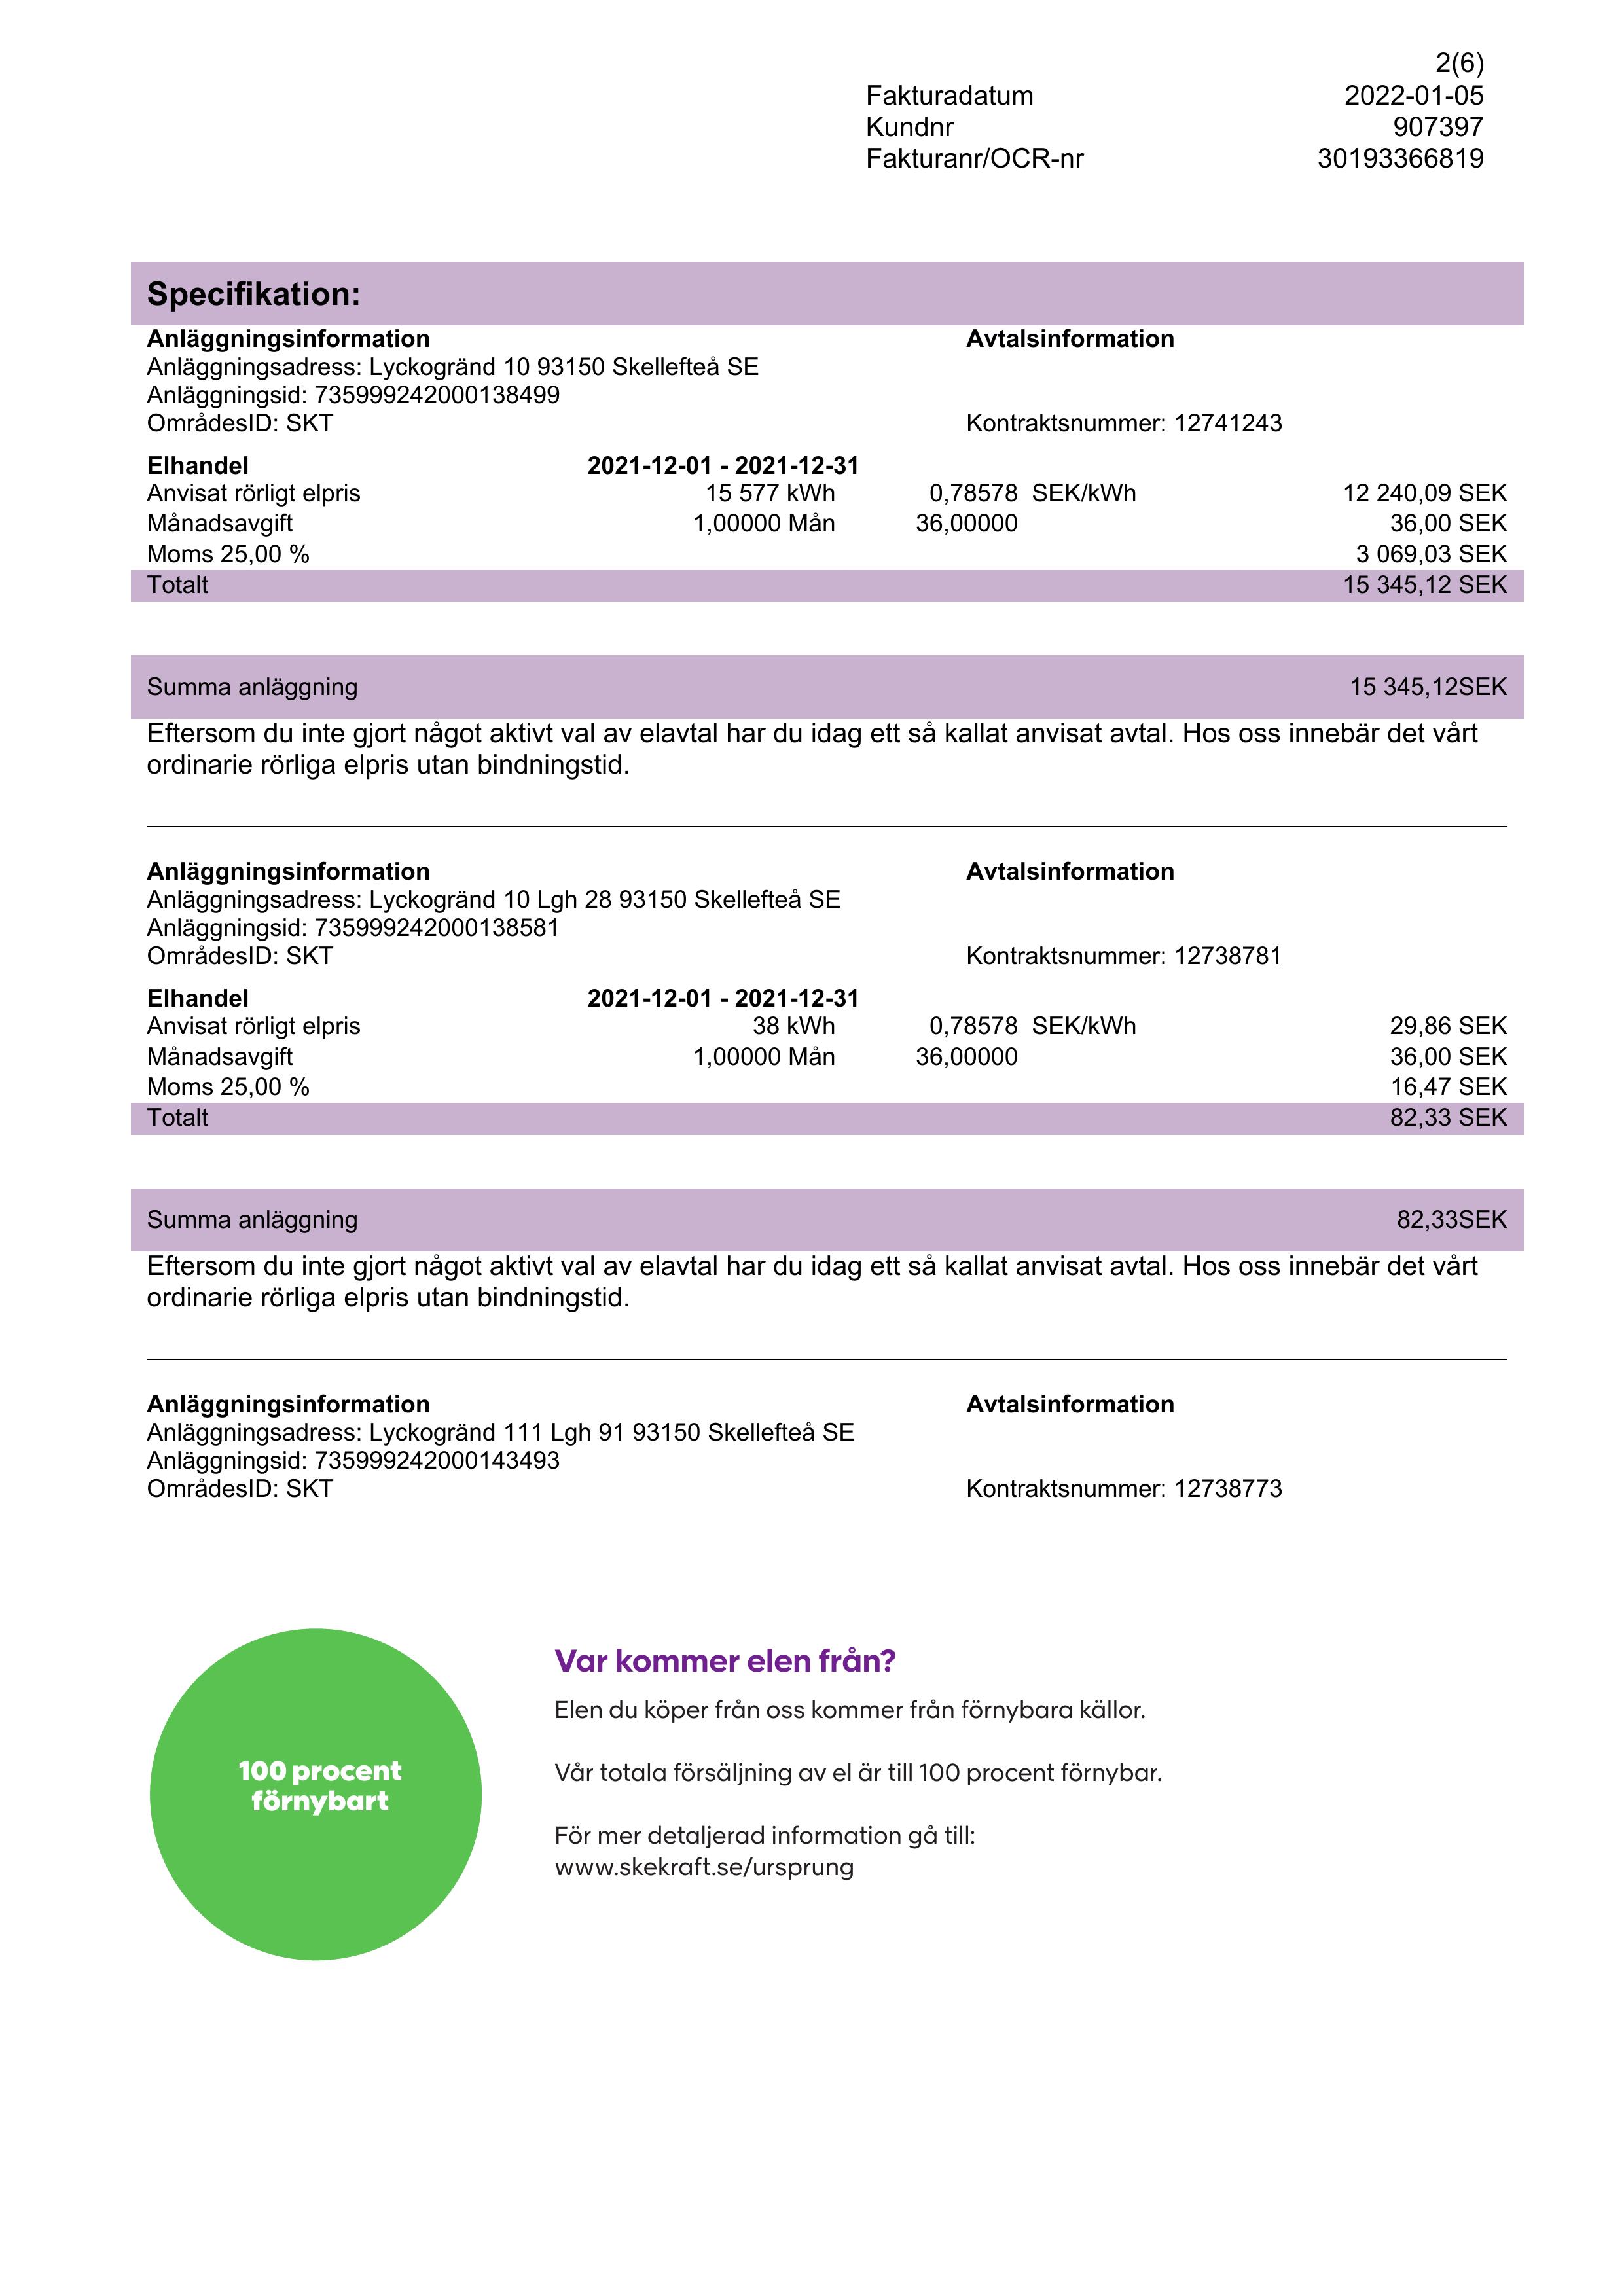 2(6)
Fakturadatum 2022-01-05
Kundnr 907397
Fakturanr/OCR-nr 30193366819
Specifikation:
Anläggningsinformation Avtalsinformation
Anläggningsadress: Lyckogränd 10 93150 Skellefteå SE
Anläggningsid: 735999242000138499
OmrådesID: SKT Kontraktsnummer: 12741243
Elhandel 2021-12-01 - 2021-12-31
Anvisat rörligt elpris 15 577 kWh 0,78578 SEK/kWh 12 240,09 SEK
Månadsavgift 1,00000 Mån 36,00000 36,00 SEK
Moms 25,00 % 3 069,03 SEK
Totalt 15 345,12 SEK
Summa anläggning 15 345,12SEK
Eftersom du inte gjort något aktivt val av elavtal har du idag ett så kallat anvisat avtal. Hos oss innebär det vårt
ordinarie rörliga elpris utan bindningstid.
Anläggningsinformation Avtalsinformation
Anläggningsadress: Lyckogränd 10 Lgh 28 93150 Skellefteå SE
Anläggningsid: 735999242000138581
OmrådesID: SKT Kontraktsnummer: 12738781
Elhandel 2021-12-01 - 2021-12-31
Anvisat rörligt elpris 38 kWh 0,78578 SEK/kWh 29,86 SEK
Månadsavgift 1,00000 Mån 36,00000 36,00 SEK
Moms 25,00 % 16,47 SEK
Totalt 82,33 SEK
Summa anläggning 82,33SEK
Eftersom du inte gjort något aktivt val av elavtal har du idag ett så kallat anvisat avtal. Hos oss innebär det vårt
ordinarie rörliga elpris utan bindningstid.
Anläggningsinformation Avtalsinformation
Anläggningsadress: Lyckogränd 111 Lgh 91 93150 Skellefteå SE
Anläggningsid: 735999242000143493
OmrådesID: SKT Kontraktsnummer: 12738773
100 procent
förnybart
Var kommer elen från?
Elen du köper från oss kommer från förnybara källor.
Vår totala försäljning av el är till 100 procent förnybar.
För mer detaljerad information gå till:
www.skekraft.se/ursprung